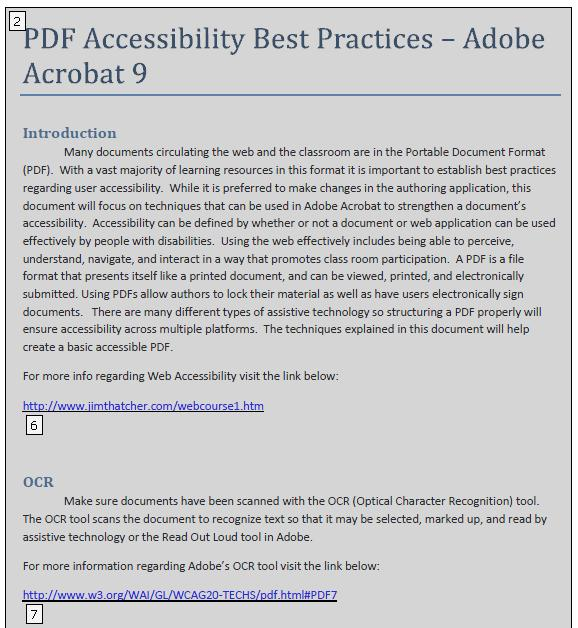 2
PDF Accessibility Best Practices – Adobe
Acrobat 9
Introduction
Many documents circulating the web and the classroom are in the Portable Document Format
(PDF). With a vast majority of learning resources in this format it is important to establish best practices
regarding user accessibility. While it is preferred to make changes in the authoring application, this
document will focus on techniques that can be used in Adobe Acrobat to strengthen a document's
accessibility. Accessibility can be defined by whether or not a document or web application can be used
effectively by people with disabilities. Using the web effectively includes being able to perceive,
understand, navigate, and interact in a way that promotes class room participation. A PDF is a file
format that presents itself like a printed document, and can be viewed, printed, and electronically
submitted. Using PDFs allow authors to lock their material as well as have users electronically sign
documents. There are many different types of assistive technology so structuring a PDF properly will
ensure accessibility across multiple platforms. The techniques explained in this document will help
create a basic accessible PDF.
For more info regarding Web Accessibility visit the link below:
http://www.jimthatcher.com/webcourse1.htm
6
OCR
Make sure documents have been scanned with the OCR (Optical Character Recognition) tool.
The OCR tool scans the document to recognize text so that it may be selected, marked up, and read by
assistive technology or the Read Out Loud tool in Adobe.
For more information regarding Adobe's OCR tool visit the link below:
http://www.w3.org/WAI/GL/WCAG20-TECHS/pdf.html#PDF7
7